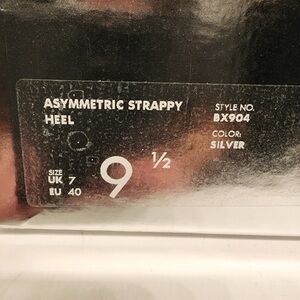 ASYMMETRIC STRAPPY
HEEL
STYLE NO.
BX904
COLOR:
SILVER
SIZE
UK 7
EU 40
9 ½